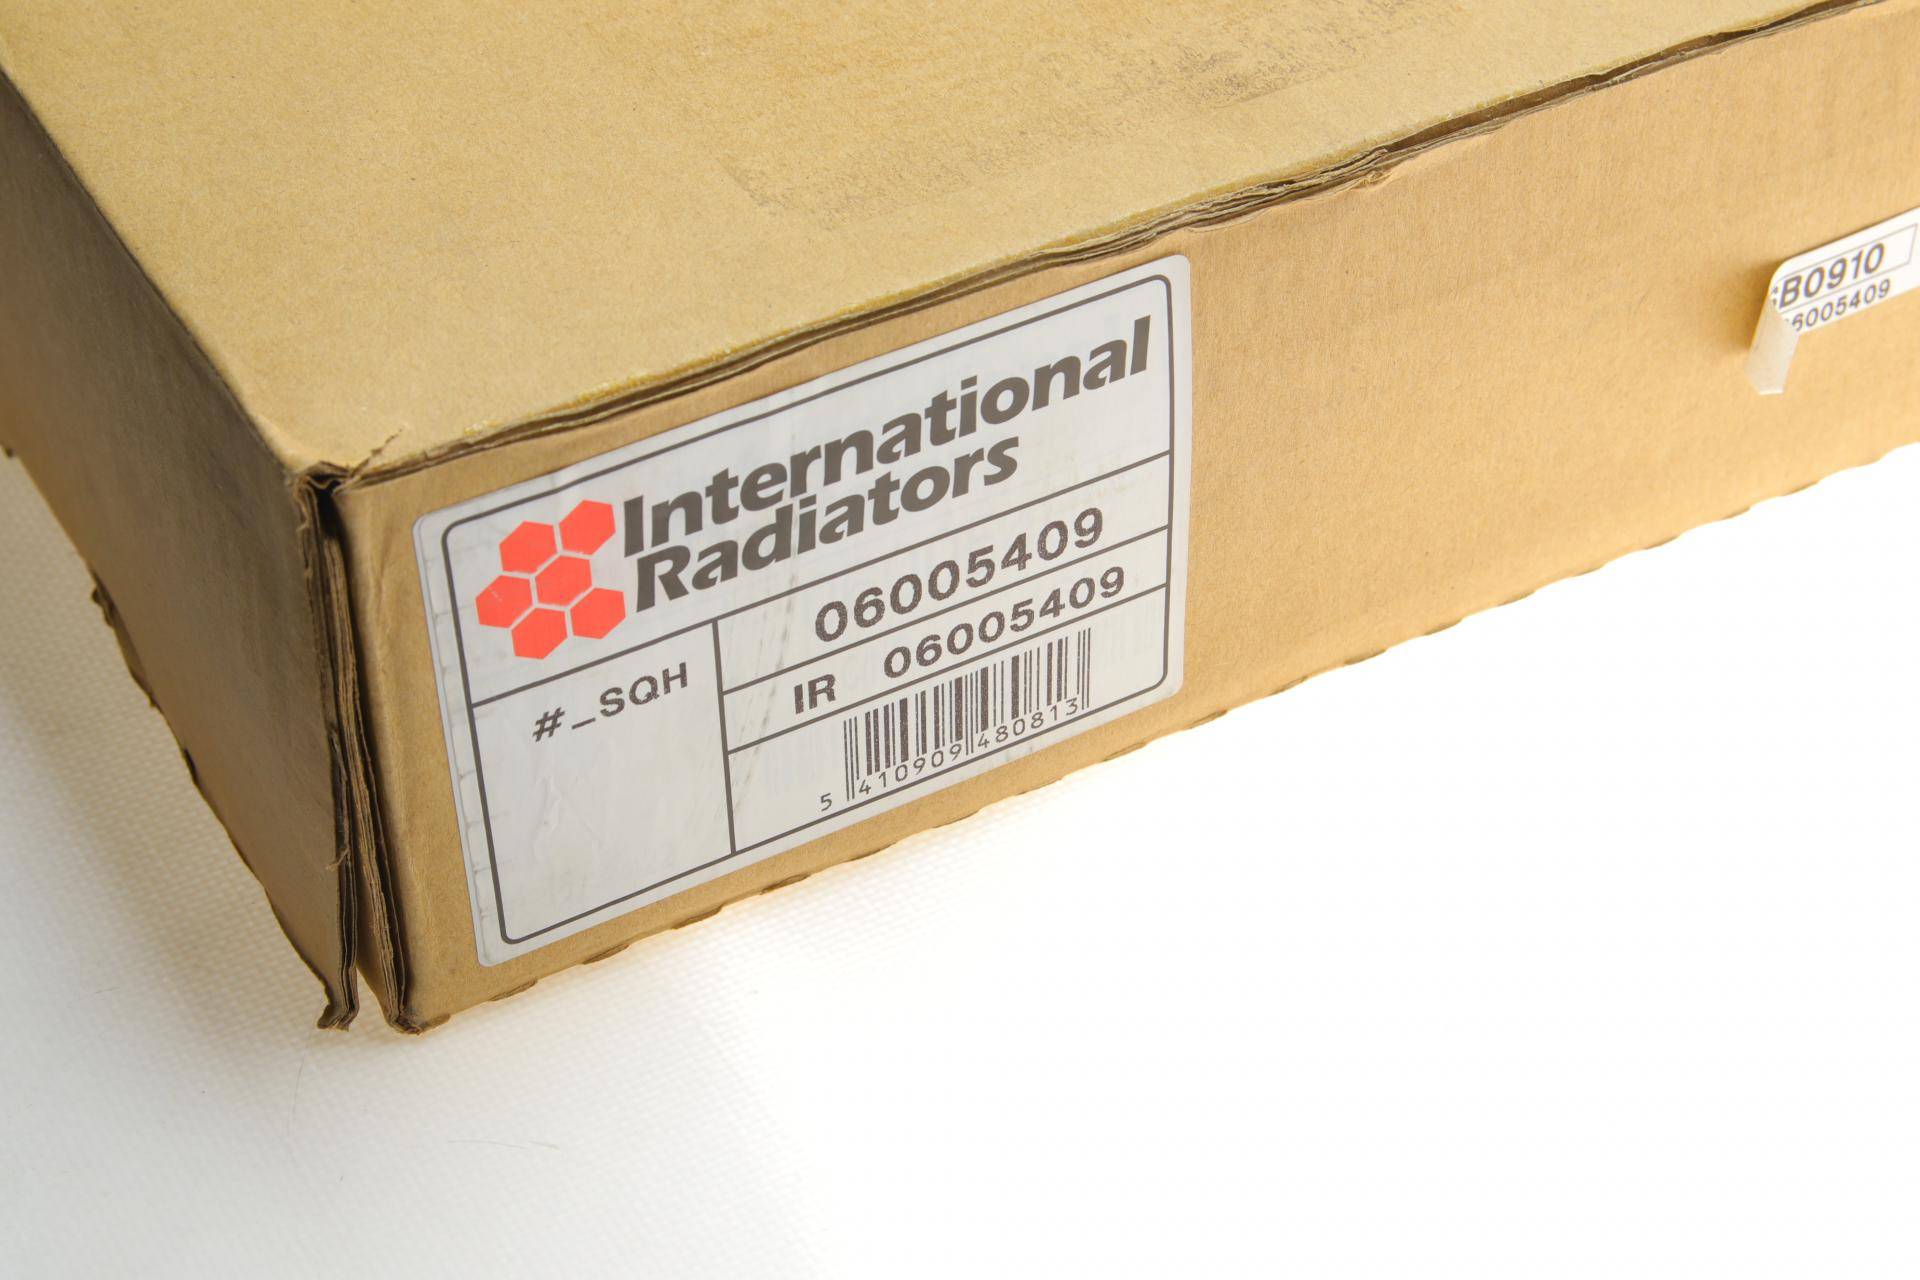 International
Radiators
#_SQH
06005409
IR 06005409
5 410909 480813
B0910
6005409